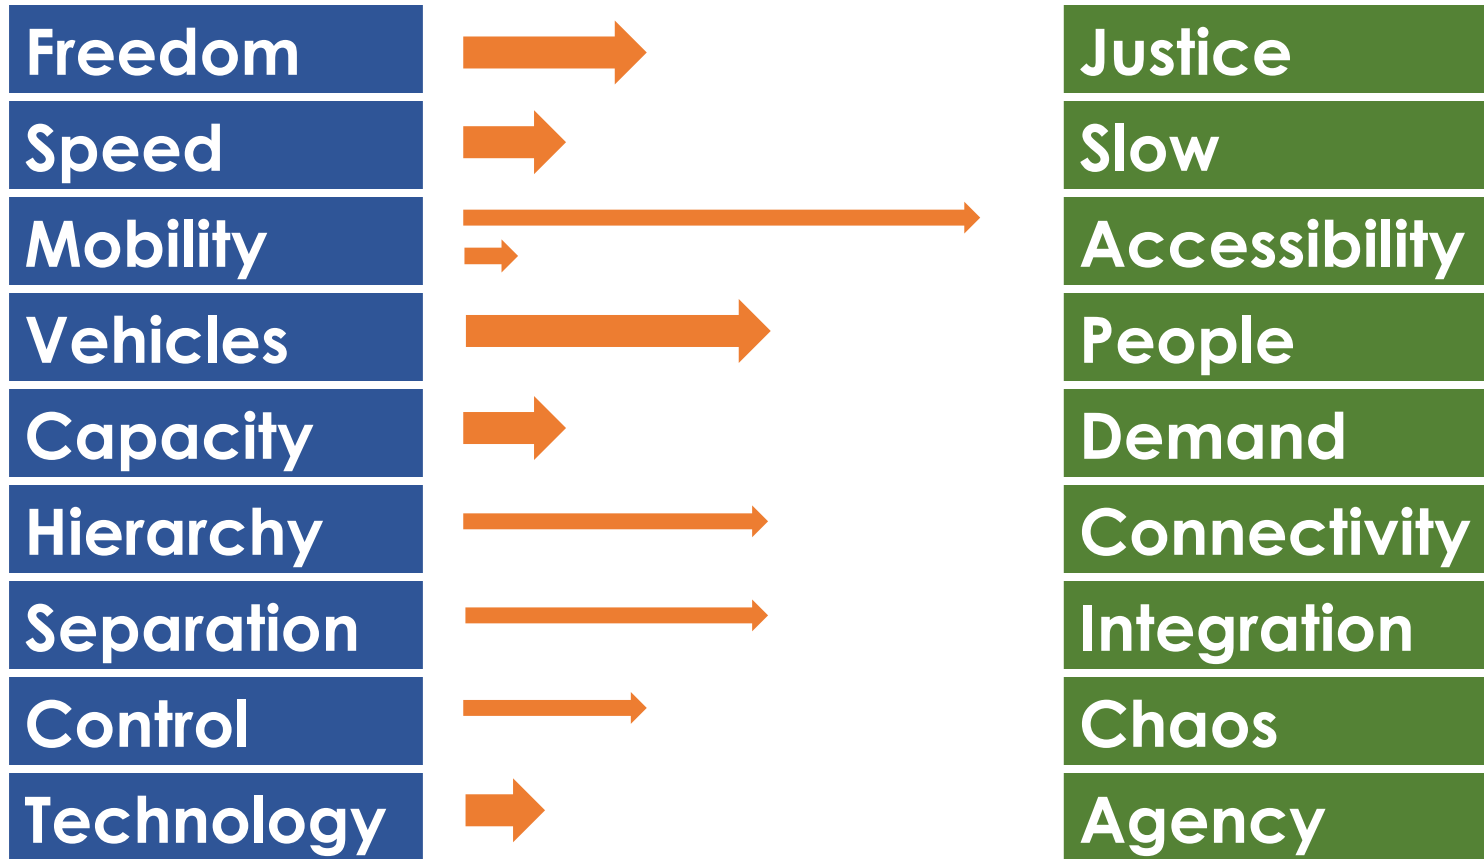 Freedom Justice
Speed Slow
Mobility Accessibility
Vehicles People
Capacity Demand
Hierarchy Connectivity
Separation Integration
Control Chaos
Technology Agency